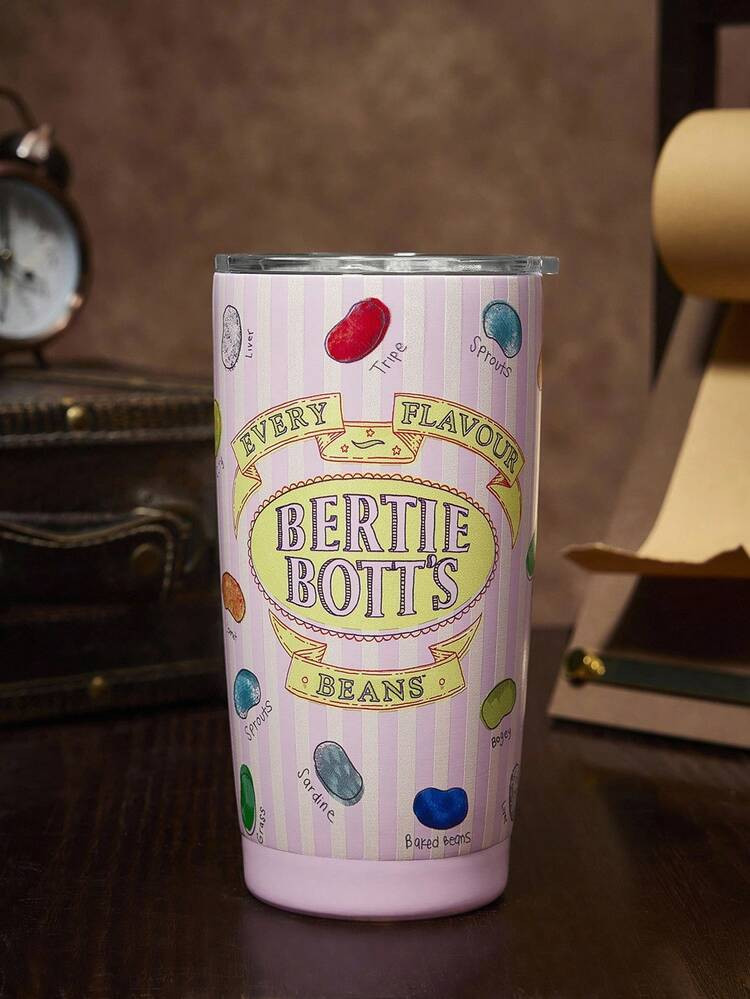 Liver
Tripe
Sprouts
EVERY FLAVOUR
BERTIE
BOTT'S
BEANS
Sprouts
Bogey
Sardine
Grass
Baked Beans